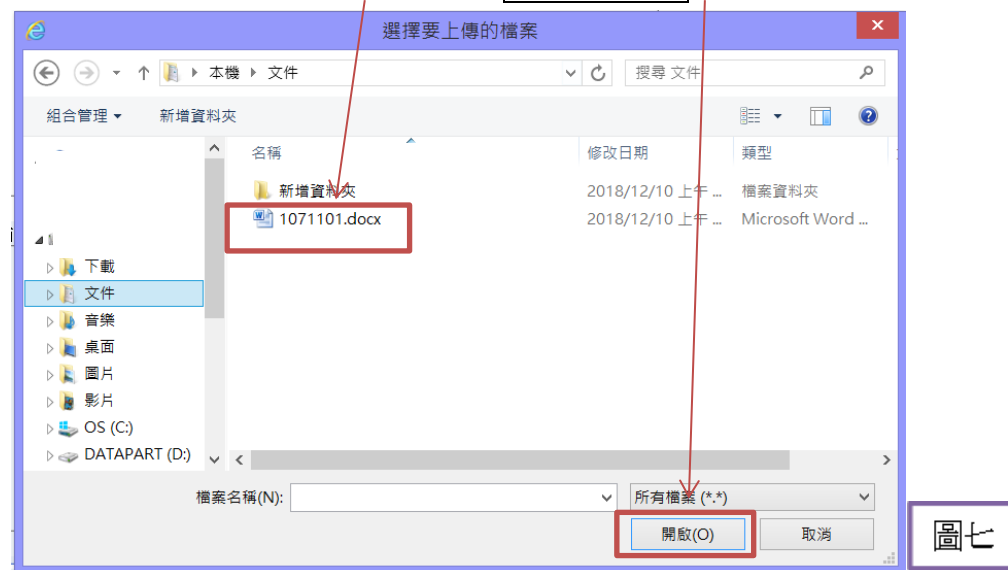 選擇要上傳的檔案
本機 文件
搜尋 文件
組合管理 新增資料夾
名稱 修改日期 類型
新增資料夾 2018/12/10 上午 ... 檔案資料夾
1071101.docx 2018/12/10 上午 ... Microsoft Word ...
下載
文件
音樂
桌面
圖片
影片
OS (C:)
DATAPART (D:)
檔案名稱(N): 所有檔案 (*.*)
開啟(O) 取消
圖七